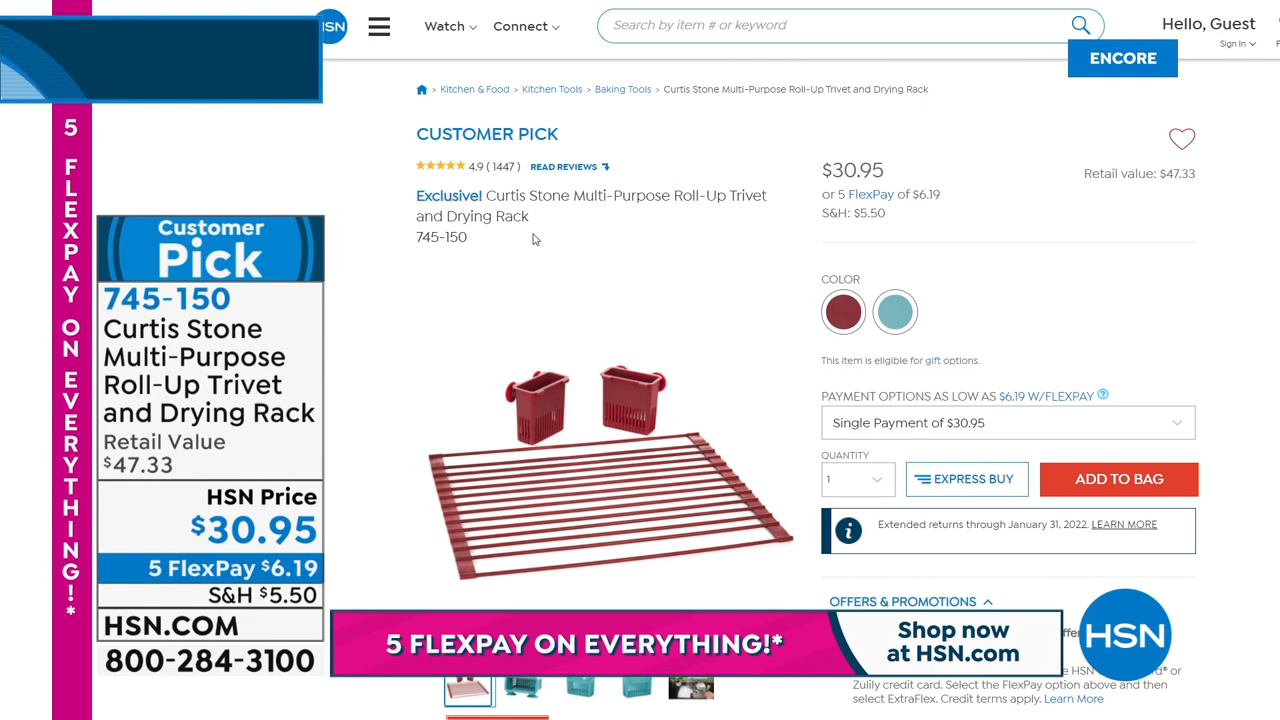 HSN
Watch
Connect
Search by item # or keyword
Hello, Guest
Sign In
ENCORE
Kitchen & Food > Kitchen Tools > Baking Tools > Curtis Stone Multi-Purpose Roll-Up Trivet and Drying Rack
CUSTOMER PICK
4.9 ( 1447 ) READ REVIEWS
Exclusive! Curtis Stone Multi-Purpose Roll-Up Trivet
and Drying Rack
745-150
$30.95
Retail value: $47.33
or 5 FlexPay of $6.19
S&H: $5.50
COLOR
This item is eligible for gift options.
PAYMENT OPTIONS AS LOW AS $6.19 W/FLEXPAY ?
Single Payment of $30.95
QUANTITY
1
EXPRESS BUY
ADD TO BAG
i
Extended returns through January 31, 2022. LEARN MORE
OFFERS & PROMOTIONS
Zulily credit card. Select the FlexPay option above and then
select ExtraFlex. Credit terms apply. Learn More
5 FLEXPAY ON EVERYTHING!*
Customer
Pick
745-150
Curtis Stone
Multi-Purpose
Roll-Up Trivet
and Drying Rack
Retail Value
$47.33
HSN Price
$30.95
5 FlexPay $6.19
S&H $5.50
HSN.COM
800-284-3100
5 FLEXPAY ON EVERYTHING!*
Shop now
at HSN.com
HSN